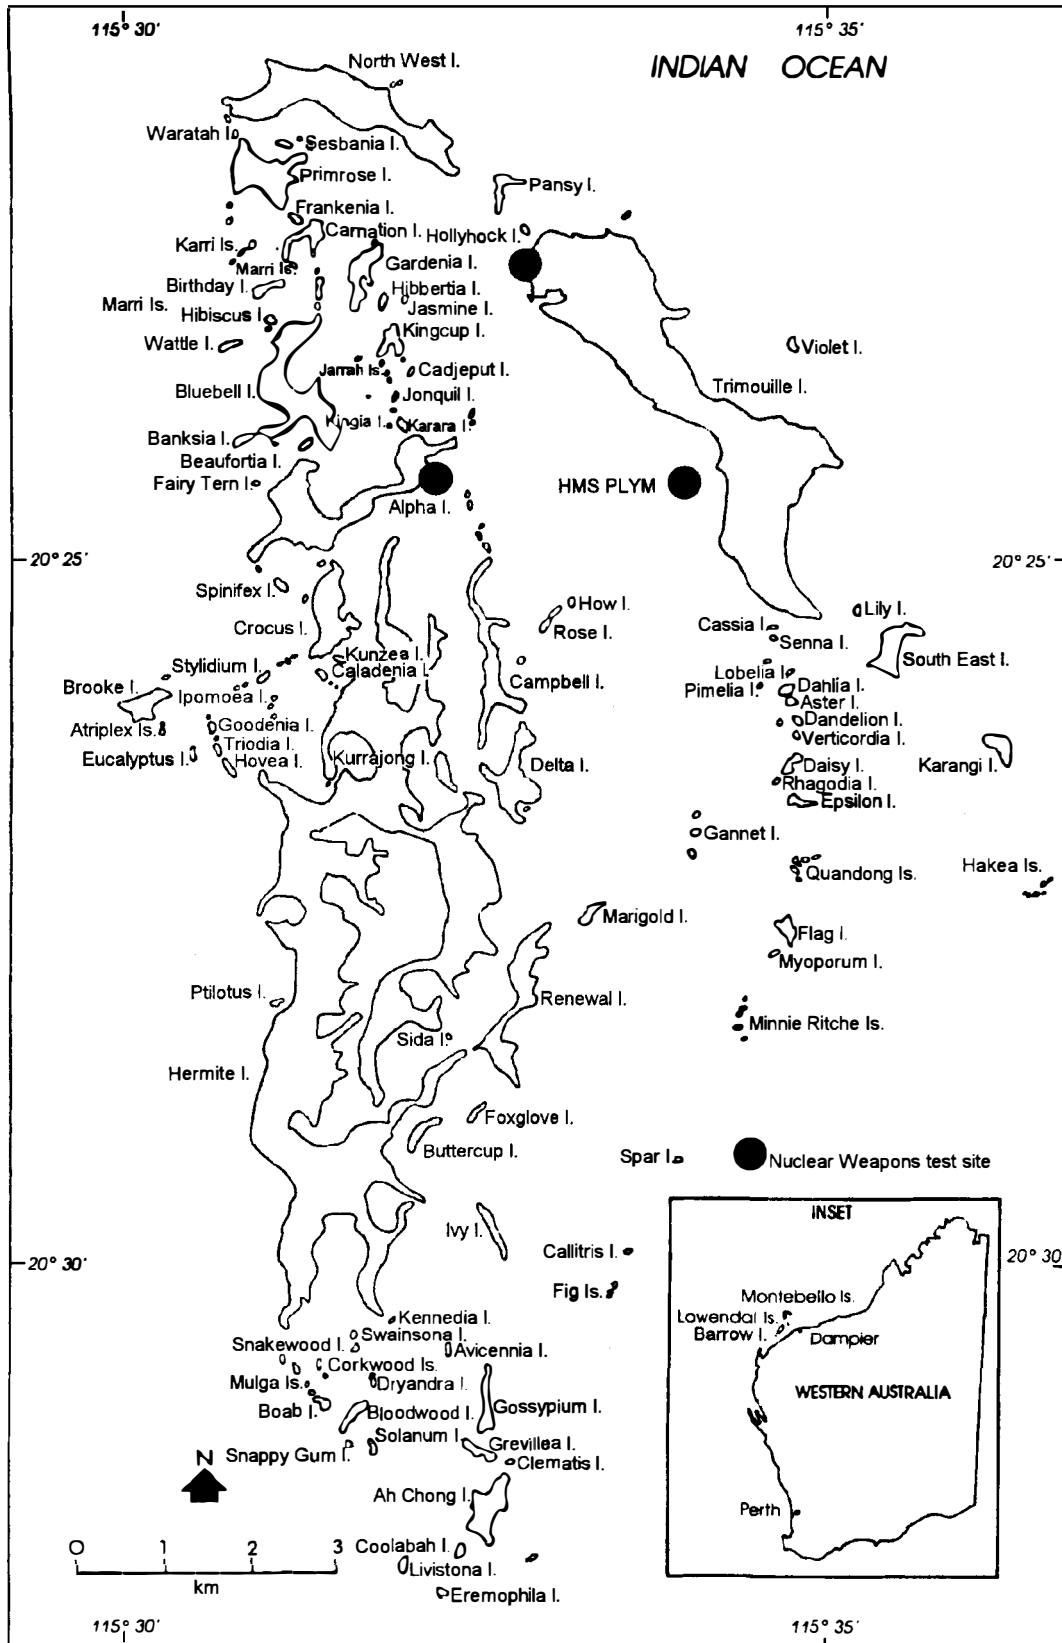 115° 30'
115° 35'
INDIAN OCEAN
North West I.
Waratah I.
Sesbania I.
Primrose I.
Pansy I.
Frankenia I.
Carnation I.
Hollyhock I.
Karri Is.
Marri Is.
Gardenia I.
Birthday I.
Hibbertia I.
Marri Is.
Jasmine I.
Hibiscus I.
Kingcup I.
Wattle I.
Violet I.
Jarrah Is.
Cadjeput I.
Trimouille I.
Bluebell I.
Jonquil I.
Kingia I.
Karara I.
Banksia I.
Beaufortia I.
Fairy Tern I.
HMS PLYM
Alpha I.
20° 25'
20° 25'
Spinifex I.
How I.
Lily I.
Crocus I.
Rose I.
Cassia I.
Senna I.
Kunzea I.
South East I.
Stylidium I.
Caladenia I.
Lobelia I.
Brooke I.
Ipomoea I.
Campbell I.
Pimelia I.
Dahlia I.
Aster I.
Atriplex Is.
Goodenia I.
Dandelion I.
Triodia I.
Verticordia I.
Eucalyptus I.
Hovea I.
Kurrajong I.
Delta I.
Daisy I.
Karangi I.
Rhagodia I.
Epsilon I.
Gannet I.
Quandong Is.
Hakea Is.
Marigold I.
Flag I.
Myoporum I.
Ptilotus I.
Renewal I.
Minnie Ritche Is.
Sida I.
Hermite I.
Foxglove I.
Buttercup I.
Spar I.
Nuclear Weapons test site
INSET
Ivy I.
Callitris I.
20° 30'
20° 30'
Fig Is.
Montebello Is.
Lowendal Is.
Barrow I.
Dampier
Kennedia I.
Swainsona I.
Snakewood I.
Avicennia I.
Corkwood Is.
Mulga Is.
Dryandra I.
WESTERN AUSTRALIA
Boab I.
Bloodwood I.
Gossypium I.
Solanum I.
Snappy Gum I.
Grevillea I.
Clematis I.
N
Ah Chong I.
Perth
0 1 2 3
km
Coolabah I.
Livistona I.
Eremophila I.
115° 30'
115° 35'